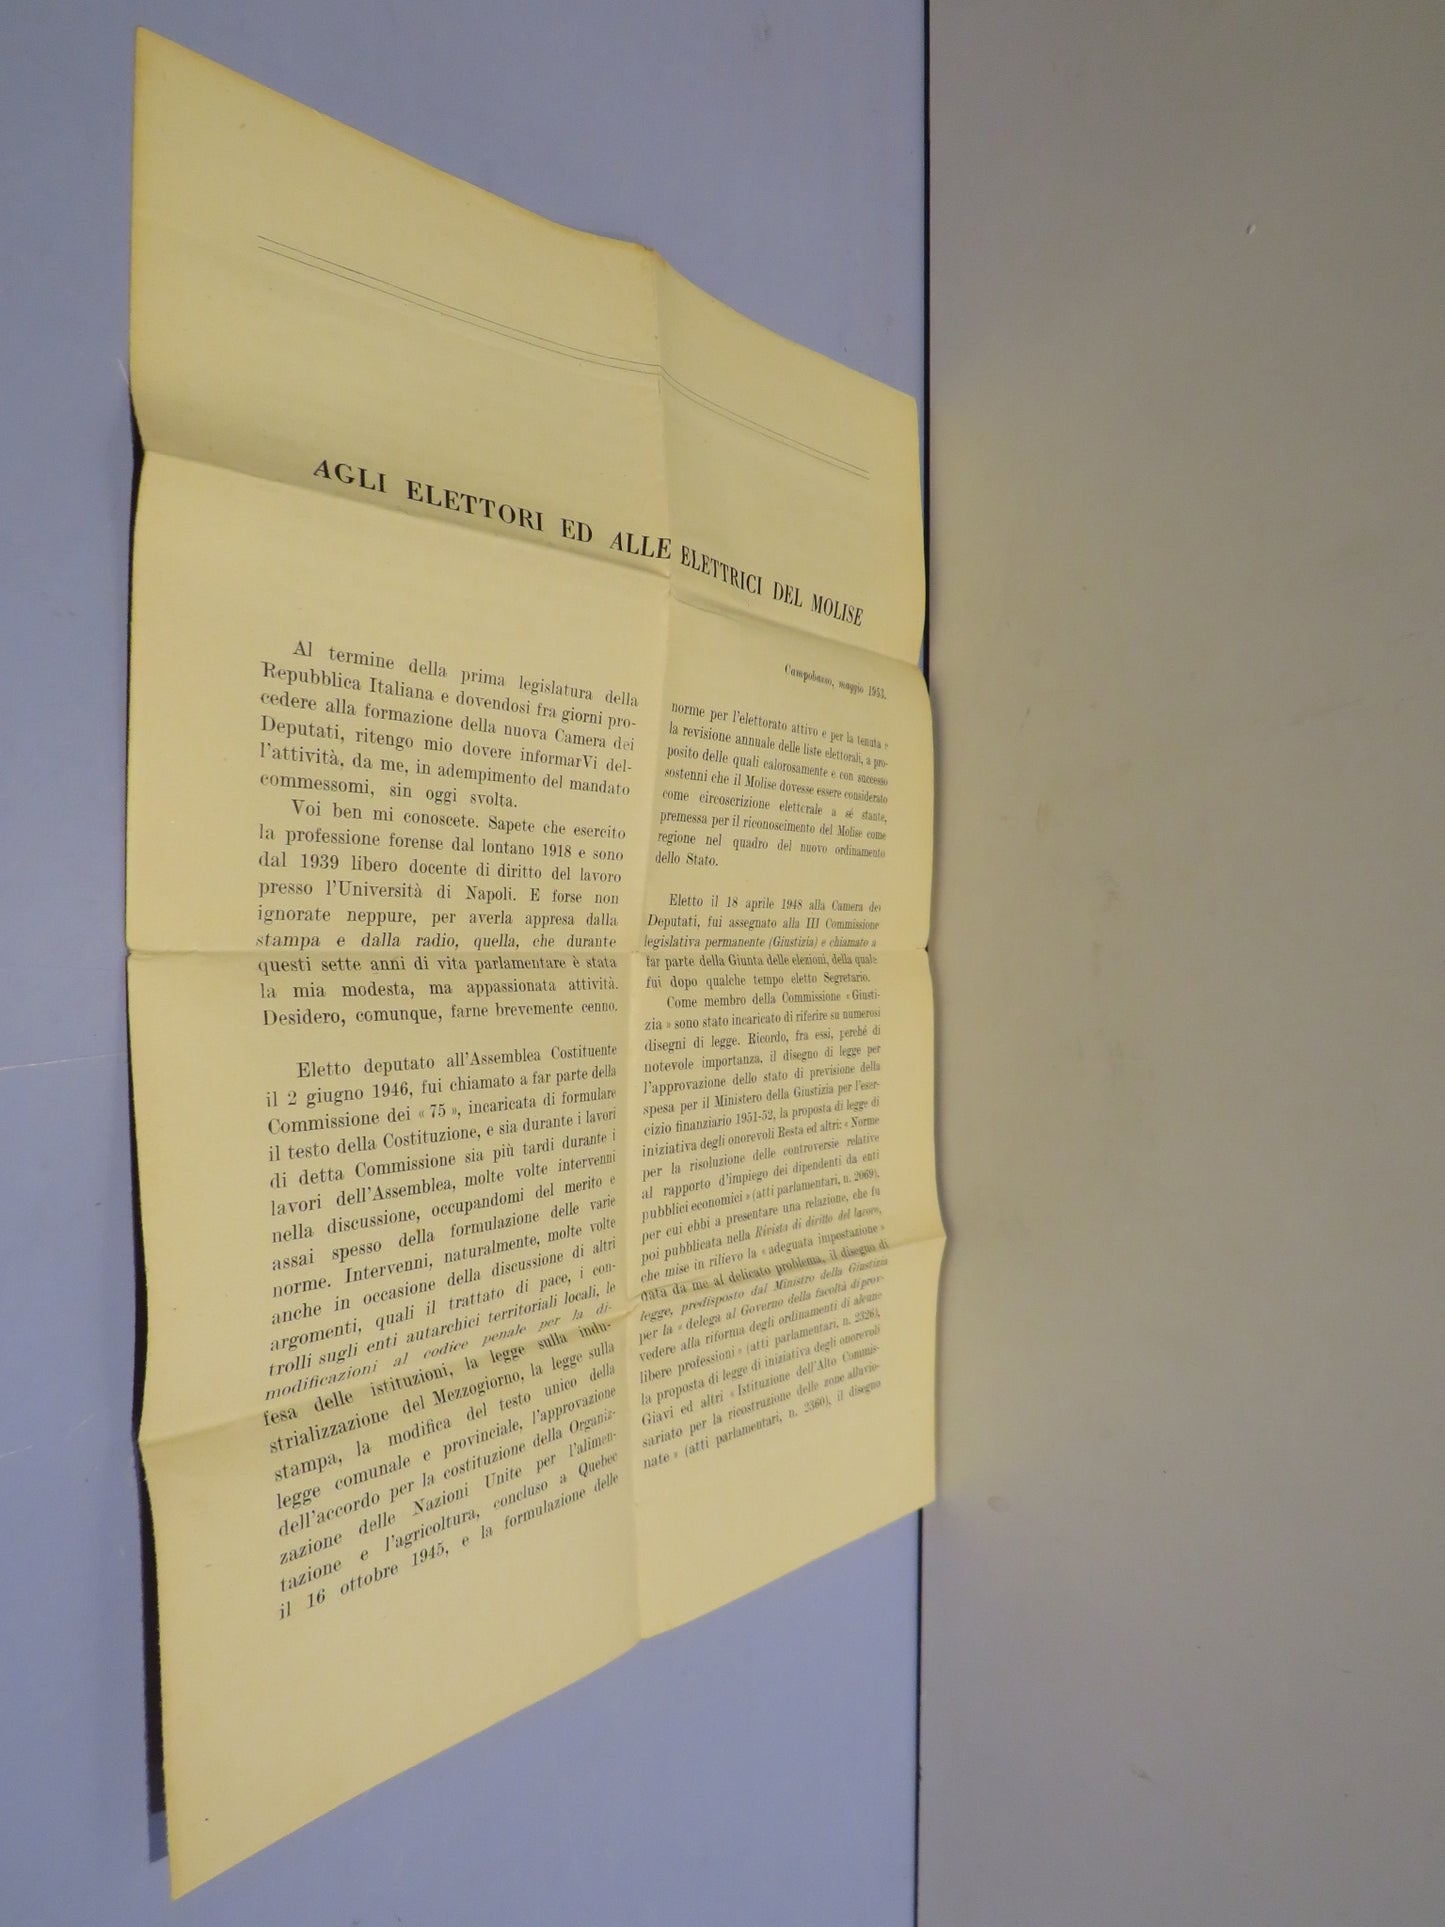 AGLI ELETTORI ED ALLE ELETTRICI DEL MOLISE
Campobasso, maggio 1953.
Al termine della prima legislatura della
Repubblica Italiana e dovendosi fra giorni pro-
cedere alla formazione della nuova Camera dei
Deputati, ritengo mio dovere informarVi del-
l'attività, da me, in adempimento del mandato
commessomi, sin oggi svolta.
Voi ben mi conoscete. Sapete che esercito
la professione forense dal lontano 1918 e sono
dal 1939 libero docente di diritto del lavoro
presso l'Università di Napoli. E forse non
ignorate neppure, per averla appresa dalla
stampa e dalla radio, quella, che durante
questi sette anni di vita parlamentare è stata
la mia modesta, ma appassionata attività.
Desidero, comunque, farne brevemente cenno.
Eletto deputato all'Assemblea Costituente
il 2 giugno 1946, fui chiamato a far parte della
Commissione dei « 75 », incaricata di formulare
il testo della Costituzione, e sia durante i lavori
di detta Commissione sia più tardi durante i
lavori dell'Assemblea, molte volte intervenni
nella discussione, occupandomi del merito e
assai spesso della formulazione delle varie
norme. Intervenni, naturalmente, molte volte
anche in occasione della discussione di altri
argomenti, quali il trattato di pace, i con-
trolli sugli enti autarchici territoriali locali, le
modificazioni al codice penale per la di-
fesa delle istituzioni, la legge sulla indu-
strializzazione del Mezzogiorno, la legge sulla
stampa, la modifica del testo unico della
legge comunale e provinciale, l'approvazione
dell'accordo per la costituzione della Organiz-
zazione delle Nazioni Unite per l'alimen-
tazione e l'agricoltura, concluso a Quebec
il 16 ottobre 1945, e la formulazione delle
norme per l'elettorato attivo e per la tenuta e
la revisione annuale delle liste elettorali, a pro-
posito delle quali calorosamente e con successo
sostenni che il Molise dovesse essere considerato
come circoscrizione elettcrale a sé stante,
premessa per il riconoscimento del Molise come
regione nel quadro del nuovo ordinamento
dello Stato.
Eletto il 18 aprile 1948 alla Camera dei
Deputati, fui assegnato alla III Commissione
legislativa permanente (Giustizia) e chiamato a
far parte della Giunta delle elezioni, della quale
fui dopo qualche tempo eletto Segretario.
Come membro della Commissione « Giusti-
zia » sono stato incaricato di riferire su numerosi
disegni di legge. Ricordo, fra essi, perché di
notevole importanza, il disegno di legge per
l'approvazione dello stato di previsione della
spesa per il Ministero della Giustizia per l'eser-
cizio finanziario 1951-52, la proposta di legge di
iniziativa degli onorevoli Resta ed altri: « Norme
per la risoluzione delle controversie relative
al rapporto d'impiego dei dipendenti da enti
pubblici economici » (atti parlamentari, n. 2069),
per cui ebbi a presentare una relazione, che fu
poi pubblicata nella Rivista di diritto del lavoro,
che mise in rilievo la « adeguata impostazione »
data da me al delicato problema, il disegno di
legge, predisposto dal Ministro della Giustizia
per la « delega al Governo della facoltà di prov-
vedere alla riforma degli ordinamenti di alcune
libere professioni » (atti parlamentari, n. 2326),
la proposta di legge di iniziativa degli onorevoli
Giavi ed altri « Istituzione dell'Alto Commis-
sariato per la ricostruzione delle zone alluvio-
nate » (atti parlamentari, n. 2360), il disegno